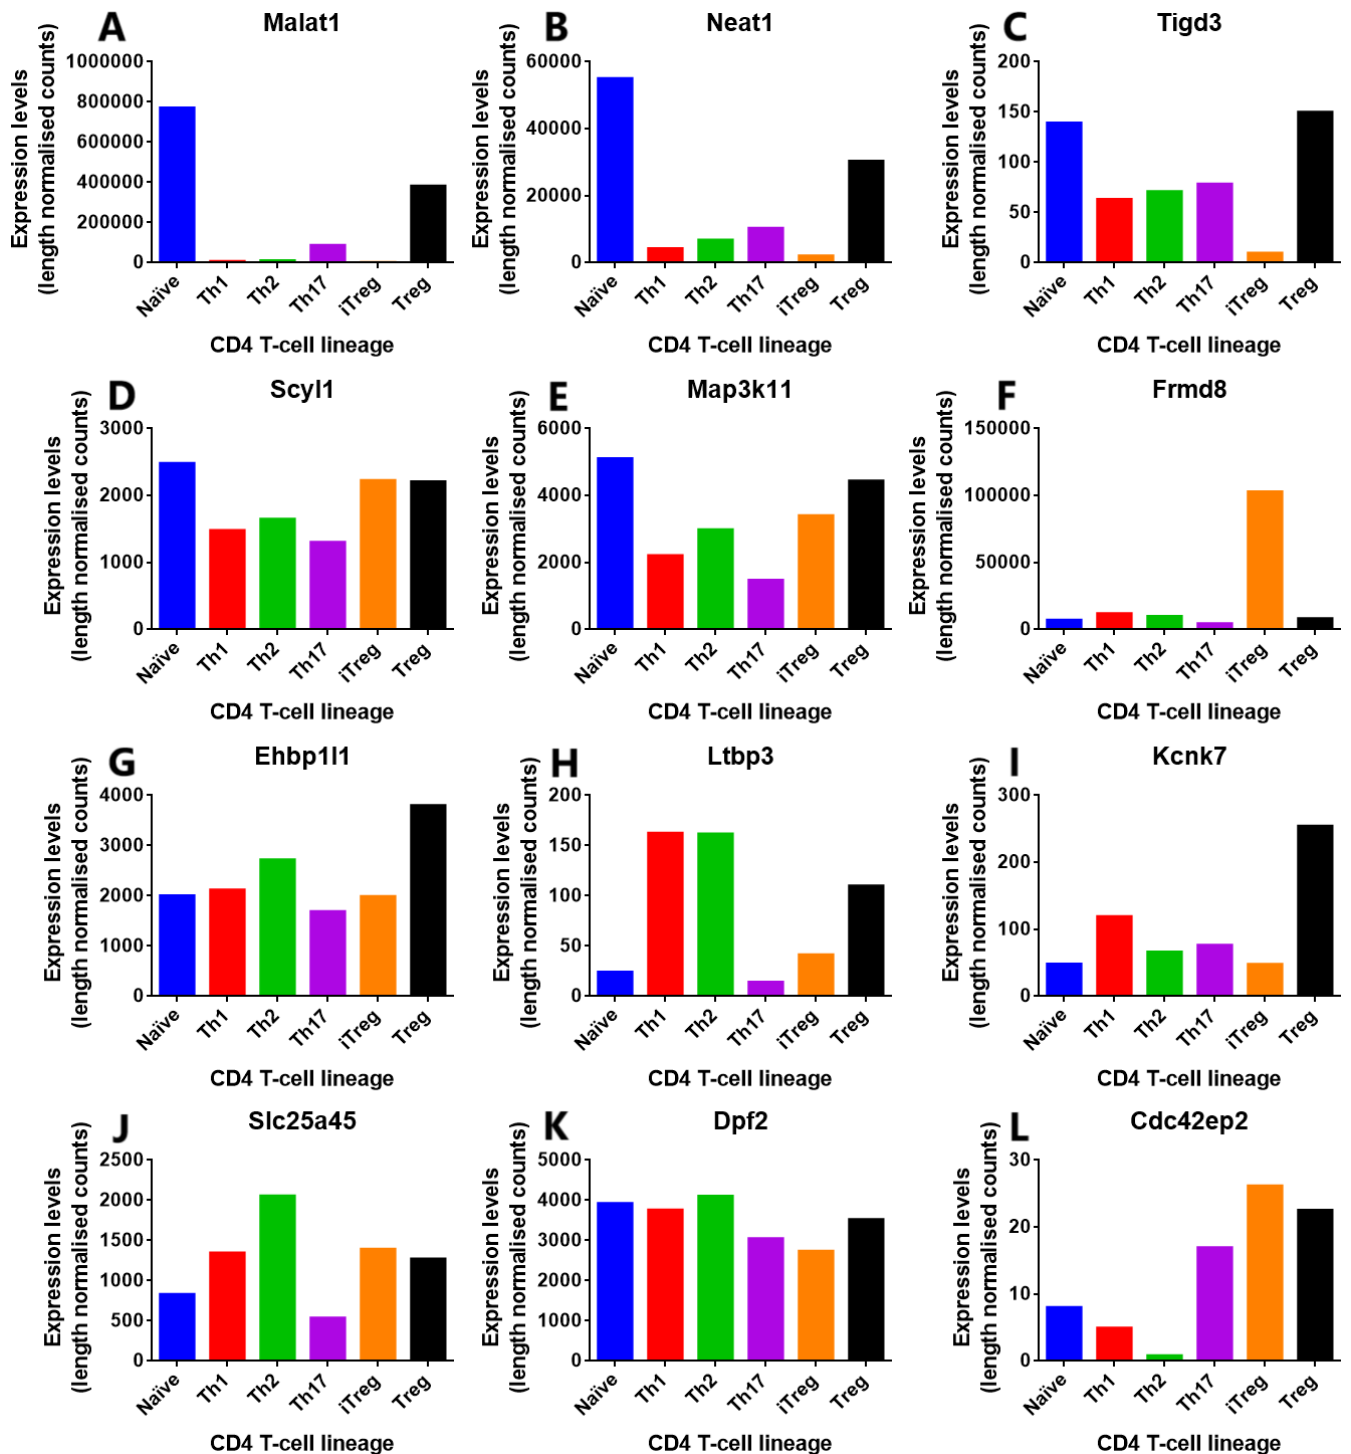 A Malat1
Expression levels
(length normalised counts)
1000000
800000
600000
400000
200000
0
Naïve Th1 Th2 Th17 iTreg Treg
CD4 T-cell lineage
B Neat1
Expression levels
(length normalised counts)
60000
40000
20000
0
Naïve Th1 Th2 Th17 iTreg Treg
CD4 T-cell lineage
C Tigd3
Expression levels
(length normalised counts)
200
150
100
50
0
Naïve Th1 Th2 Th17 iTreg Treg
CD4 T-cell lineage
D Scyl1
Expression levels
(length normalised counts)
3000
2000
1000
0
Naïve Th1 Th2 Th17 iTreg Treg
CD4 T-cell lineage
E Map3k11
Expression levels
(length normalised counts)
6000
4000
2000
0
Naïve Th1 Th2 Th17 iTreg Treg
CD4 T-cell lineage
F Frmd8
Expression levels
(length normalised counts)
150000
100000
50000
0
Naïve Th1 Th2 Th17 iTreg Treg
CD4 T-cell lineage
G Ehbp1l1
Expression levels
(length normalised counts)
4000
3000
2000
1000
0
Naïve Th1 Th2 Th17 iTreg Treg
CD4 T-cell lineage
H Ltbp3
Expression levels
(length normalised counts)
200
150
100
50
0
Naïve Th1 Th2 Th17 iTreg Treg
CD4 T-cell lineage
I Kcnk7
Expression levels
(length normalised counts)
300
200
100
0
Naïve Th1 Th2 Th17 iTreg Treg
CD4 T-cell lineage
J Slc25a45
Expression levels
(length normalised counts)
2500
2000
1500
1000
500
0
Naïve Th1 Th2 Th17 iTreg Treg
CD4 T-cell lineage
K Dpf2
Expression levels
(length normalised counts)
5000
4000
3000
2000
1000
0
Naïve Th1 Th2 Th17 iTreg Treg
CD4 T-cell lineage
L Cdc42ep2
Expression levels
(length normalised counts)
30
20
10
0
Naïve Th1 Th2 Th17 iTreg Treg
CD4 T-cell lineage